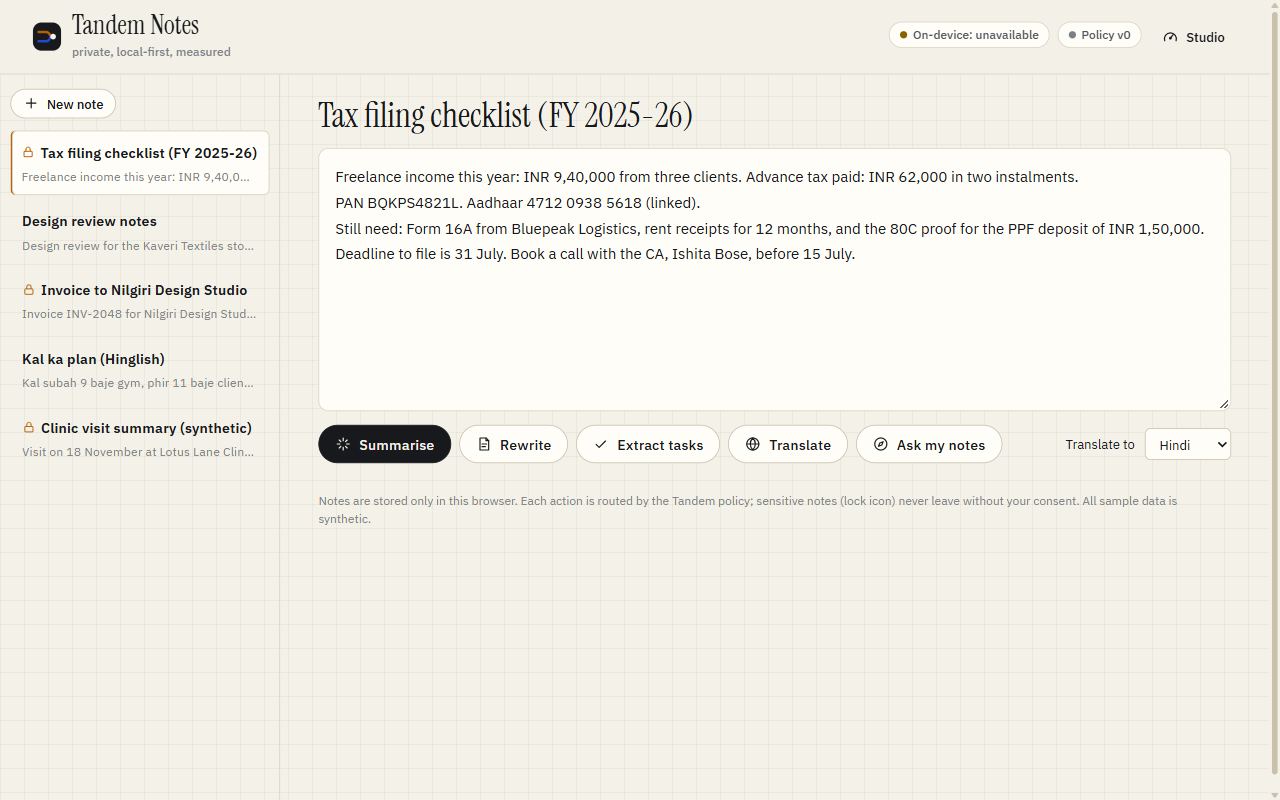 Tandem Notes
private, local-first, measured
On-device: unavailable
Policy v0
Studio
New note
Tax filing checklist (FY 2025-26)
Freelance income this year: INR 9,40,0…
Design review notes
Design review for the Kaveri Textiles sto…
Invoice to Nilgiri Design Studio
Invoice INV-2048 for Nilgiri Design Stud…
Kal ka plan (Hinglish)
Kal subah 9 baje gym, phir 11 baje clien…
Clinic visit summary (synthetic)
Visit on 18 November at Lotus Lane Clin…
Tax filing checklist (FY 2025-26)
Freelance income this year: INR 9,40,000 from three clients. Advance tax paid: INR 62,000 in two instalments.
PAN BQKPS4821L. Aadhaar 4712 0938 5618 (linked).
Still need: Form 16A from Bluepeak Logistics, rent receipts for 12 months, and the 80C proof for the PPF deposit of INR 1,50,000.
Deadline to file is 31 July. Book a call with the CA, Ishita Bose, before 15 July.
Summarise
Rewrite
Extract tasks
Translate
Ask my notes
Translate to
Hindi
Notes are stored only in this browser. Each action is routed by the Tandem policy; sensitive notes (lock icon) never leave without your consent. All sample data is
synthetic.